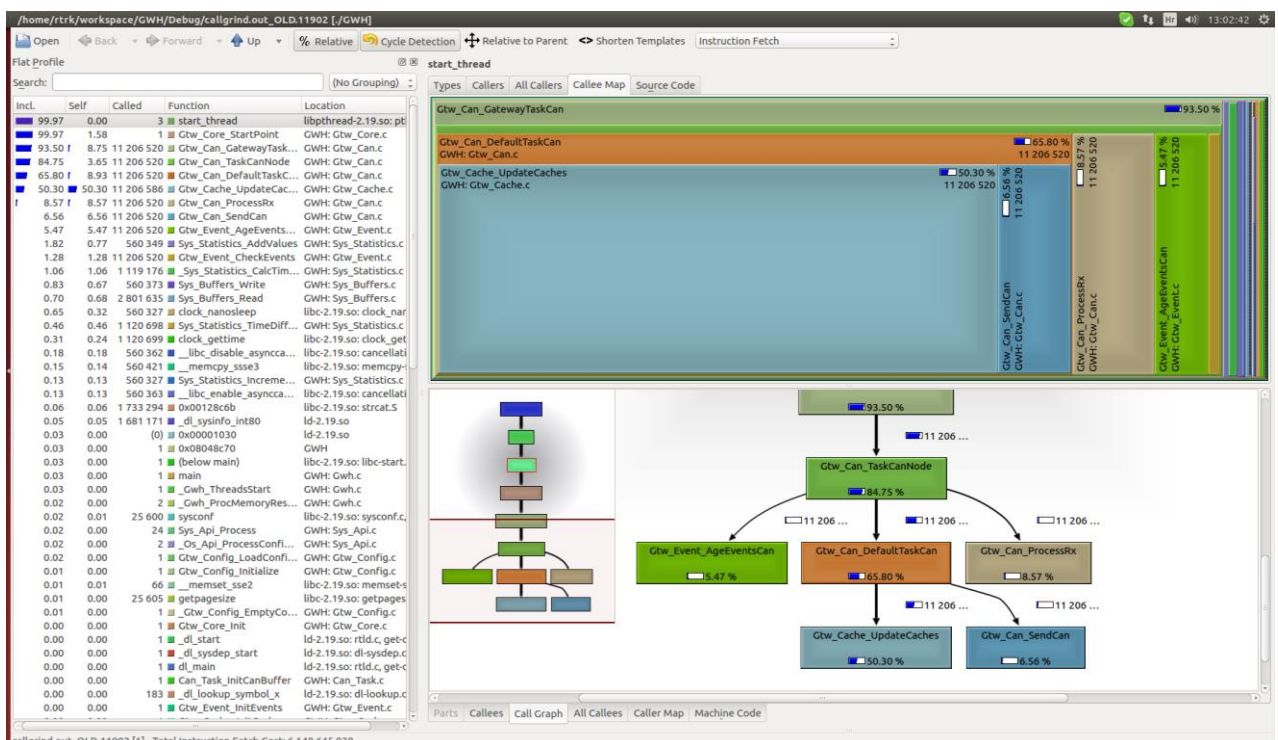 /home/rtrk/workspace/GWH/Debug/callgrind.out_OLD.11902 [./GWH]
Hr 13:02:42
Open Back Forward Up % Relative Cycle Detection Relative to Parent <> Shorten Templates Instruction Fetch
Flat Profile
Search: (No Grouping)
Incl. Self Called Function Location
99.97 0.00 3 start_thread libpthread-2.19.so: pt
99.97 1.58 1 Gtw_Core_StartPoint GWH: Gtw_Core.c
93.50 8.75 11 206 520 Gtw_Can_GatewayTask... GWH: Gtw_Can.c
84.75 3.65 11 206 520 Gtw_Can_TaskCanNode GWH: Gtw_Can.c
65.80 8.93 11 206 520 Gtw_Can_DefaultTaskC... GWH: Gtw_Can.c
50.30 50.30 11 206 586 Gtw_Cache_UpdateCac... GWH: Gtw_Cache.c
8.57 8.57 11 206 520 Gtw_Can_ProcessRx GWH: Gtw_Can.c
6.56 6.56 11 206 520 Gtw_Can_SendCan GWH: Gtw_Can.c
5.47 5.47 11 206 520 Gtw_Event_AgeEvents... GWH: Gtw_Event.c
1.82 0.77 560 349 Sys_Statistics_AddValues GWH: Sys_Statistics.c
1.28 1.28 11 206 520 Gtw_Event_CheckEvents GWH: Gtw_Event.c
1.06 1.06 1 119 176 _Sys_Statistics_CalcTim... GWH: Sys_Statistics.c
0.83 0.67 560 373 Sys_Buffers_Write GWH: Sys_Buffers.c
0.70 0.68 2 801 635 Sys_Buffers_Read GWH: Sys_Buffers.c
0.65 0.32 560 327 clock_nanosleep libc-2.19.so: clock_nar
0.46 0.46 1 120 698 Sys_Statistics_TimeDiff... GWH: Sys_Statistics.c
0.31 0.24 1 120 699 clock_gettime libc-2.19.so: clock_get
0.18 0.18 560 362 __libc_disable_asyncca... libc-2.19.so: cancellati
0.15 0.14 560 421 __memcpy_ssse3 libc-2.19.so: memcpy-
0.13 0.13 560 327 Sys_Statistics_Increme... GWH: Sys_Statistics.c
0.13 0.13 560 363 __libc_enable_asyncca... libc-2.19.so: cancellati
0.06 0.06 1 733 294 0x00128c6b libc-2.19.so: strcat.S
0.05 0.05 1 681 171 _dl_sysinfo_int80 ld-2.19.so
0.03 0.00 (0) 0x00001030 ld-2.19.so
0.03 0.00 1 0x08048c70 GWH
0.03 0.00 1 (below main) libc-2.19.so: libc-start.
0.03 0.00 1 main GWH: Gwh.c
0.03 0.00 1 _Gwh_ThreadsStart GWH: Gwh.c
0.02 0.00 2 _Gwh_ProcMemoryRes... GWH: Gwh.c
0.02 0.01 25 600 sysconf libc-2.19.so: sysconf.c,
0.02 0.00 24 Sys_Api_Process GWH: Sys_Api.c
0.02 0.00 2 _Os_Api_ProcessConfi... GWH: Sys_Api.c
0.02 0.00 1 Gtw_Config_LoadConfi... GWH: Gtw_Config.c
0.01 0.00 1 Gtw_Config_Initialize GWH: Gtw_Config.c
0.01 0.01 66 __memset_sse2 libc-2.19.so: memset-s
0.01 0.00 25 605 getpagesize libc-2.19.so: getpages
0.01 0.00 1 _Gtw_Config_EmptyCo... GWH: Gtw_Config.c
0.00 0.00 1 Gtw_Core_Init GWH: Gtw_Core.c
0.00 0.00 1 _dl_start ld-2.19.so: rtld.c, get-c
0.00 0.00 1 _dl_sysdep_start ld-2.19.so: dl-sysdep.c
0.00 0.00 1 dl_main ld-2.19.so: rtld.c, get-c
0.00 0.00 1 Can_Task_InitCanBuffer GWH: Can_Task.c
0.00 0.00 183 _dl_lookup_symbol_x ld-2.19.so: dl-lookup.c
0.00 0.00 1 Gtw_Event_InitEvents GWH: Gtw_Event.c
start_thread
Types Callers All Callers Callee Map Source Code
Gtw_Can_GatewayTaskCan 93.50 %
Gtw_Can_DefaultTaskCan 65.80 %
GWH: Gtw_Can.c 11 206 520
Gtw_Cache_UpdateCaches 50.30 %
GWH: Gtw_Cache.c 11 206 520
Gtw_Can_SendCan 6.56 %
GWH: Gtw_Can.c 11 206 520
Gtw_Can_ProcessRx 8.57 %
GWH: Gtw_Can.c 11 206 520
Gtw_Event_AgeEventsCan 5.47 %
GWH: Gtw_Event.c 11 206 520
93.50 %
11 206 ...
Gtw_Can_TaskCanNode
84.75 %
11 206 ... 11 206 ... 11 206 ...
Gtw_Event_AgeEventsCan Gtw_Can_DefaultTaskCan Gtw_Can_ProcessRx
5.47 % 65.80 % 8.57 %
11 206 ... 11 206 ...
Gtw_Cache_UpdateCaches Gtw_Can_SendCan
50.30 % 6.56 %
Parts Callees Call Graph All Callees Caller Map Machine Code